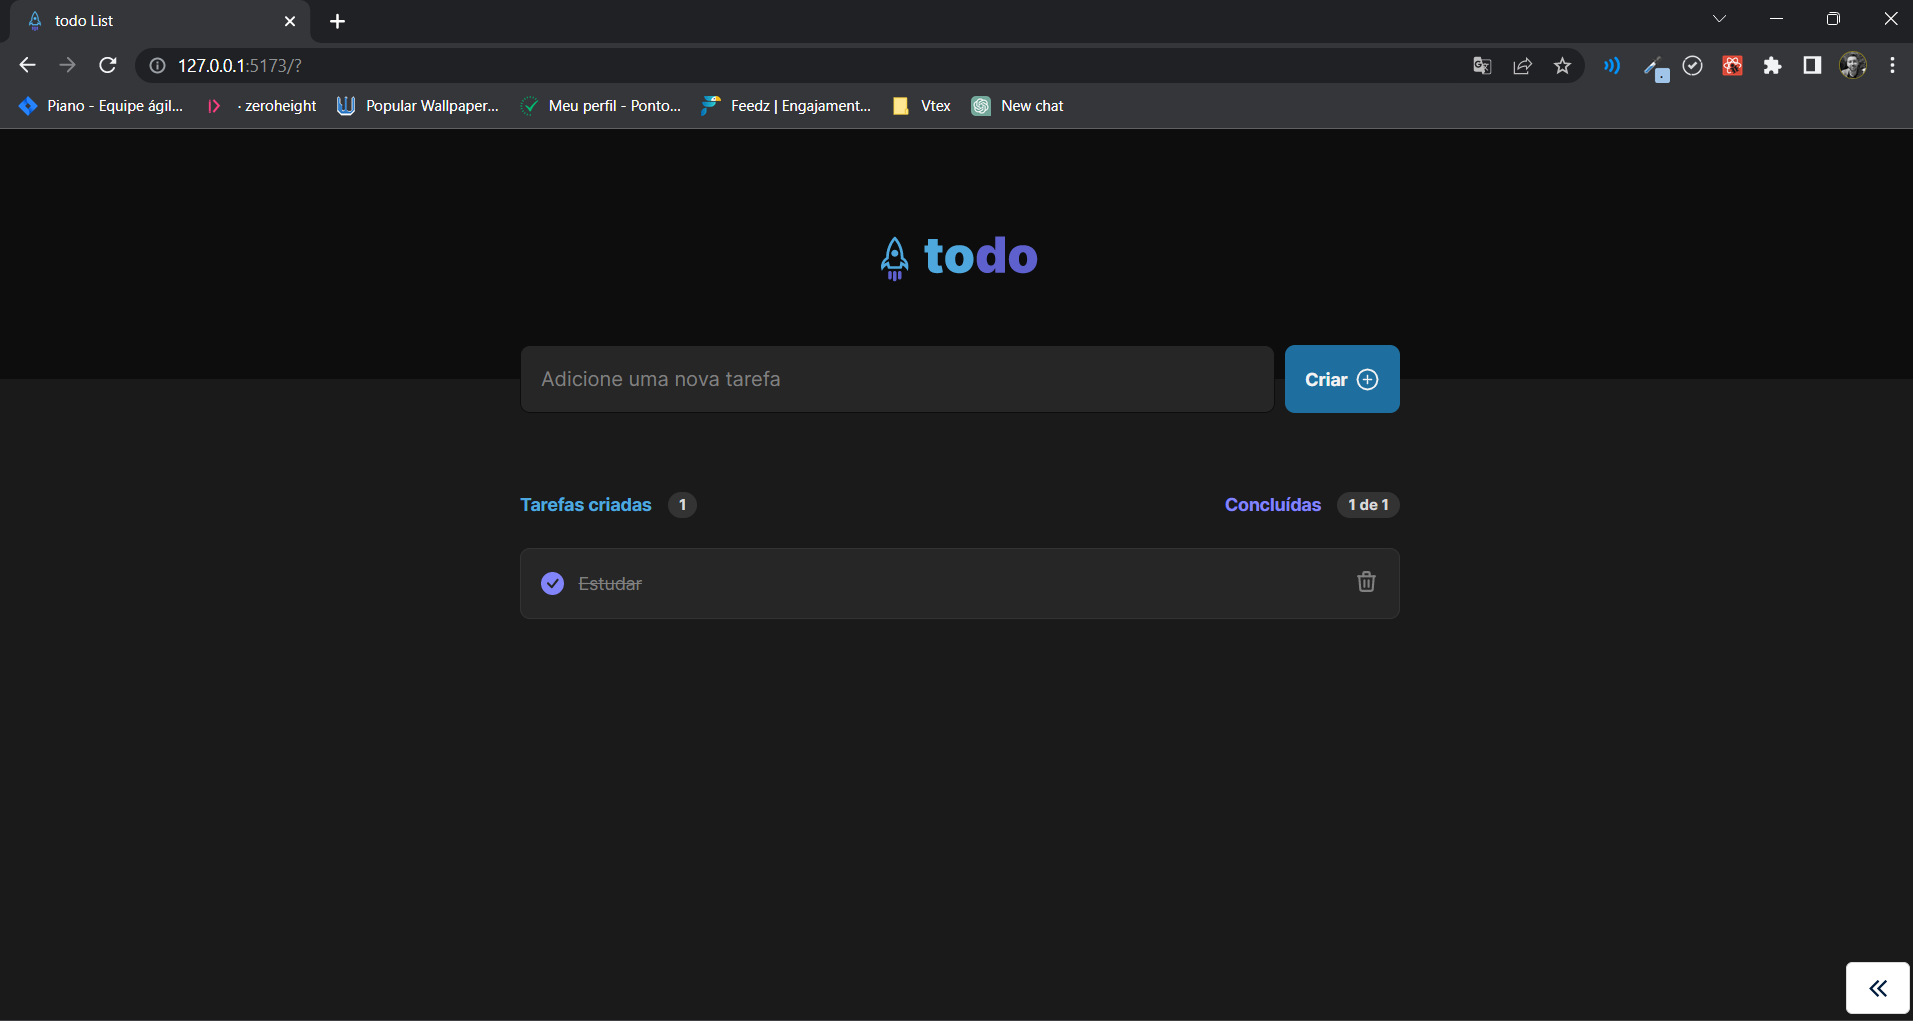 todo List
127.0.0.1:5173/?
Piano - Equipe ágil...
· zeroheight
Popular Wallpaper...
Meu perfil - Ponto...
Feedz | Engajament...
Vtex
New chat
todo
Adicione uma nova tarefa
Criar
Tarefas criadas 1
Concluídas 1 de 1
Estudar